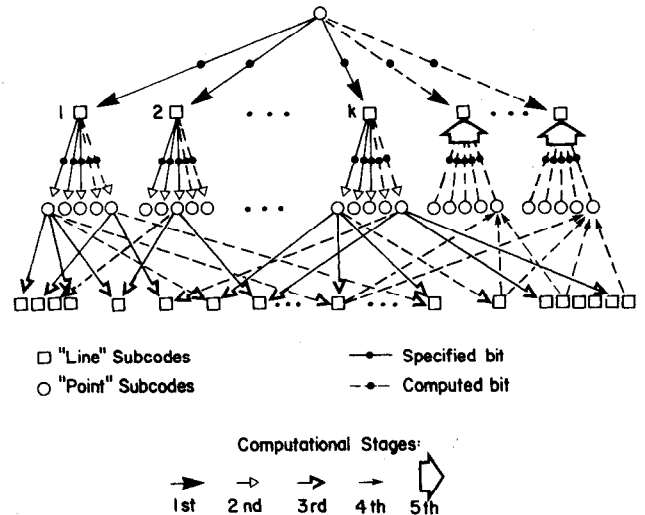 1 2 . . . k . . .
. . .
. . . . . .
"Line" Subcodes Specified bit
"Point" Subcodes Computed bit
Computational Stages:
1st 2nd 3rd 4th 5th